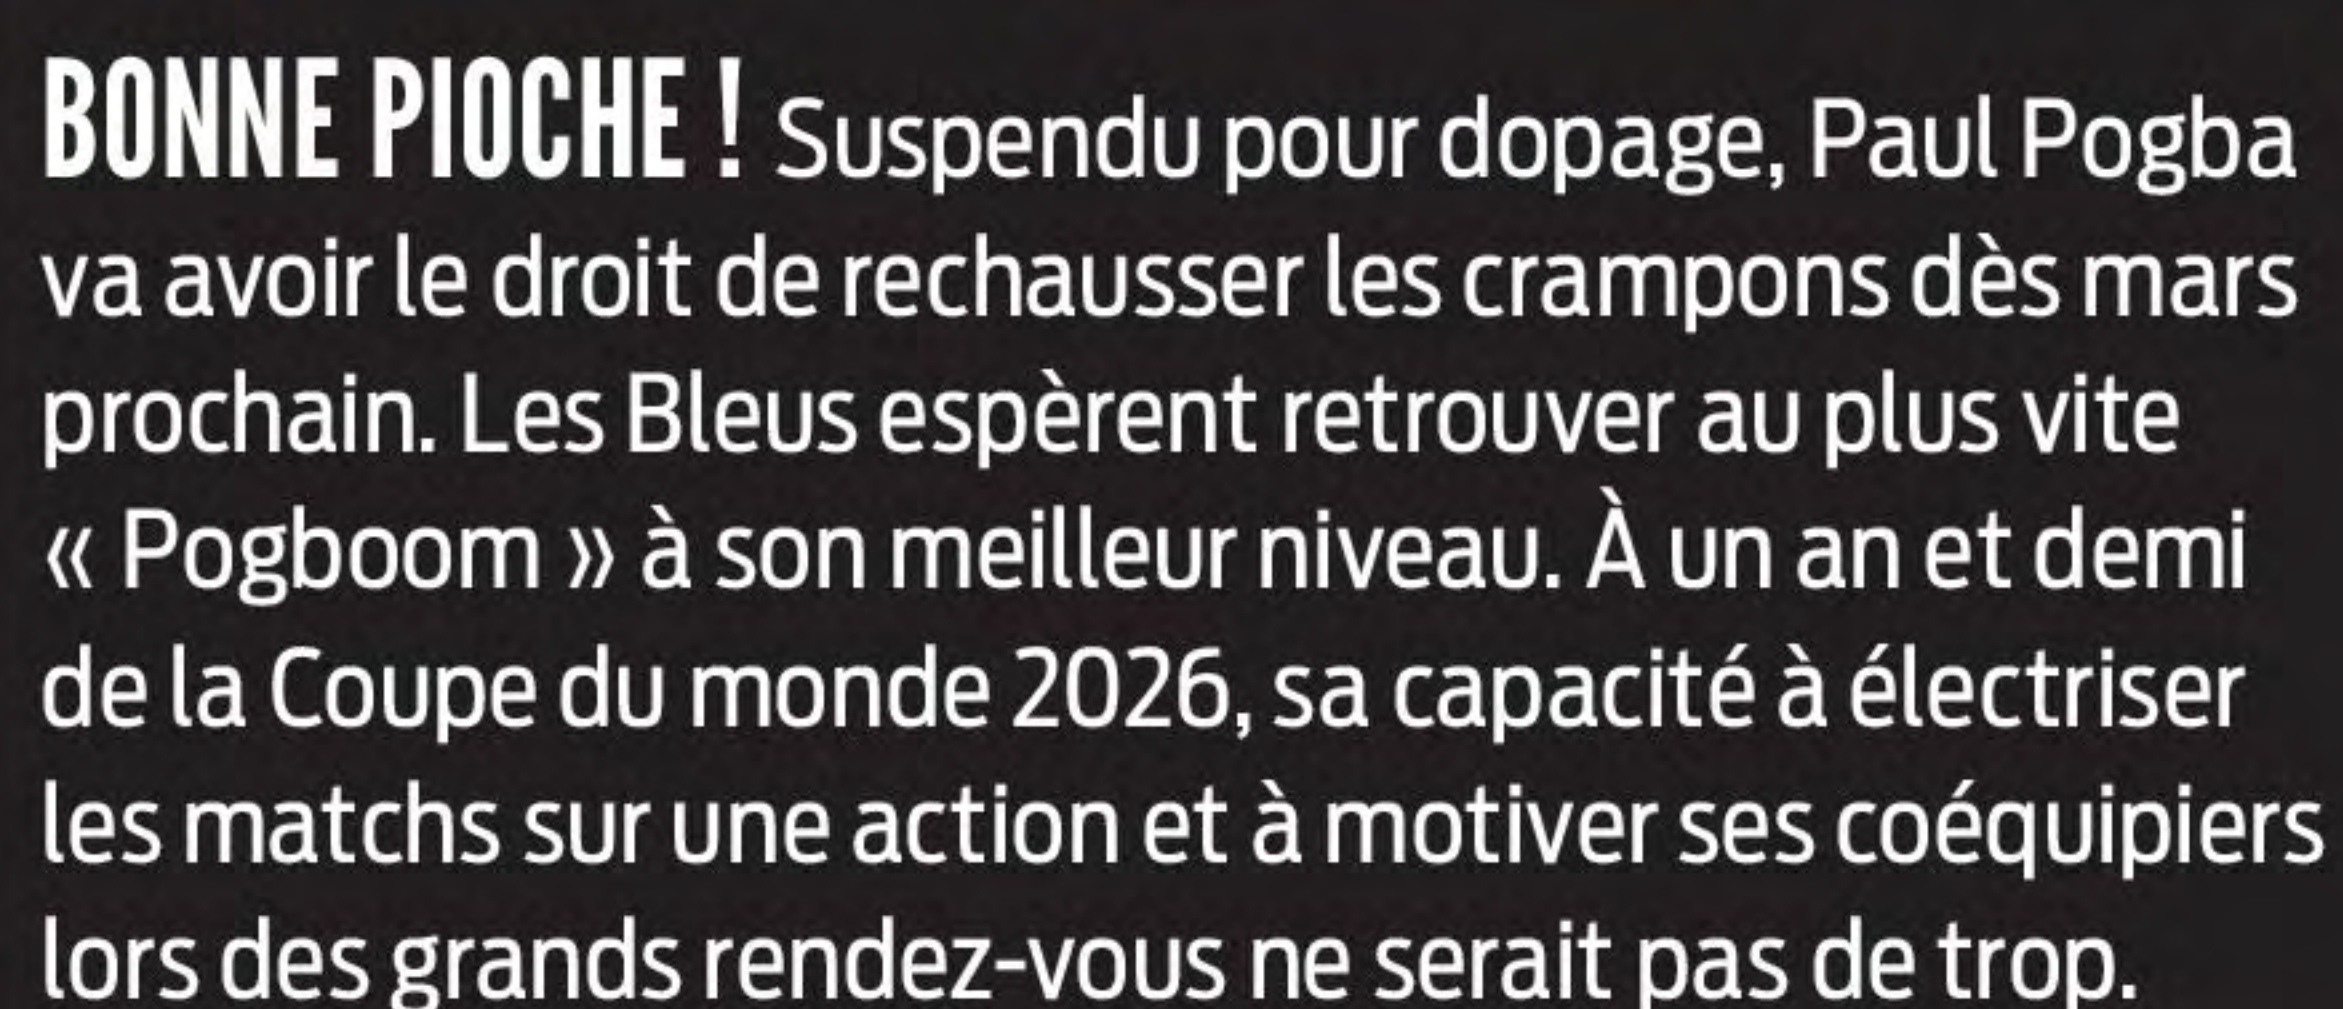 BONNE PIOCHE ! Suspendu pour dopage, Paul Pogba
va avoir le droit de rechausser les crampons dès mars
prochain. Les Bleus espèrent retrouver au plus vite
« Pogboom » à son meilleur niveau. À un an et demi
de la Coupe du monde 2026, sa capacité à électriser
les matchs sur une action et à motiver ses coéquipiers
lors des grands rendez-vous ne serait pas de trop.